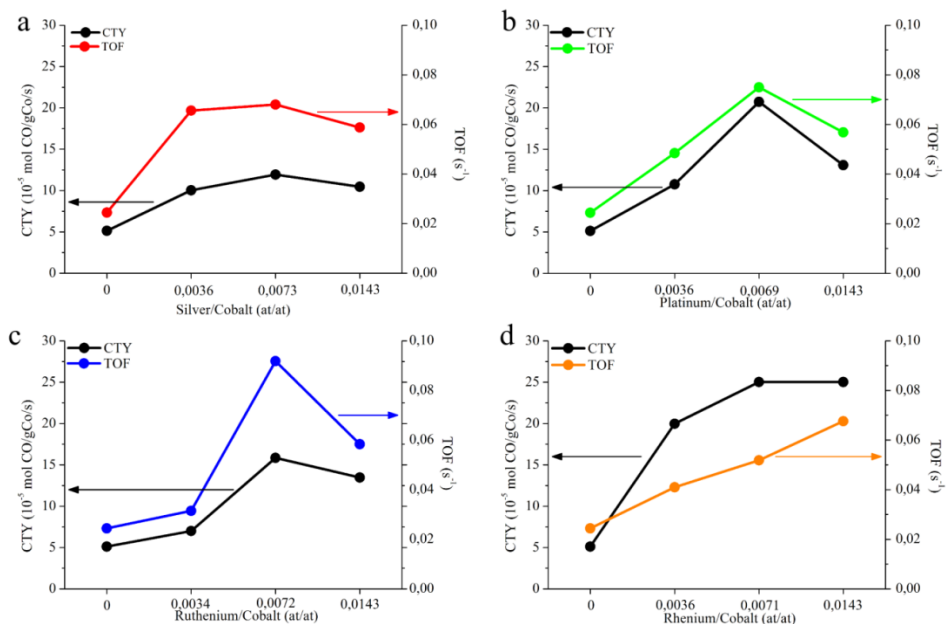 a
CTY
TOF
CTY (10⁻⁵ mol CO/gCo/s)
30
25
20
15
10
5
0
0,10
0,08
0,06
0,04
0,02
0,00
TOF (s⁻¹)
0
0,0036
0,0073
0,0143
Silver/Cobalt (at/at)
b
CTY
TOF
CTY (10⁻⁵ mol CO/gCo/s)
30
25
20
15
10
5
0
0,10
0,08
0,06
0,04
0,02
0,00
TOF (s⁻¹)
0
0,0036
0,0069
0,0143
Platinum/Cobalt (at/at)
c
CTY
TOF
CTY (10⁻⁵ mol CO/gCo/s)
30
25
20
15
10
5
0
0,10
0,08
0,06
0,04
0,02
0,00
TOF (s⁻¹)
0
0,0034
0,0072
0,0143
Ruthenium/Cobalt (at/at)
d
CTY
TOF
CTY (10⁻⁵ mol CO/gCo/s)
30
25
20
15
10
5
0
0,10
0,08
0,06
0,04
0,02
0,00
TOF (s⁻¹)
0
0,0036
0,0071
0,0143
Rhenium/Cobalt (at/at)